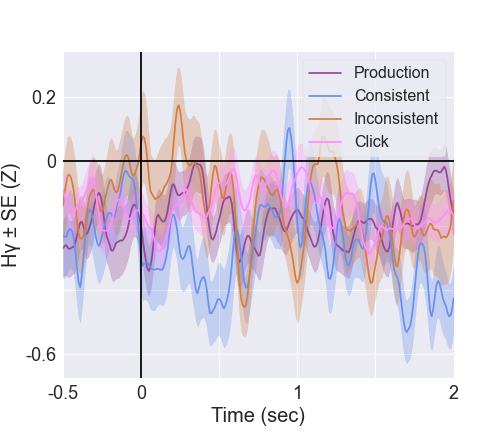 Production
Consistent
Inconsistent
Click
Hγ ± SE (Z)
0.2
0
-0.6
-0.5 0 1 2
Time (sec)